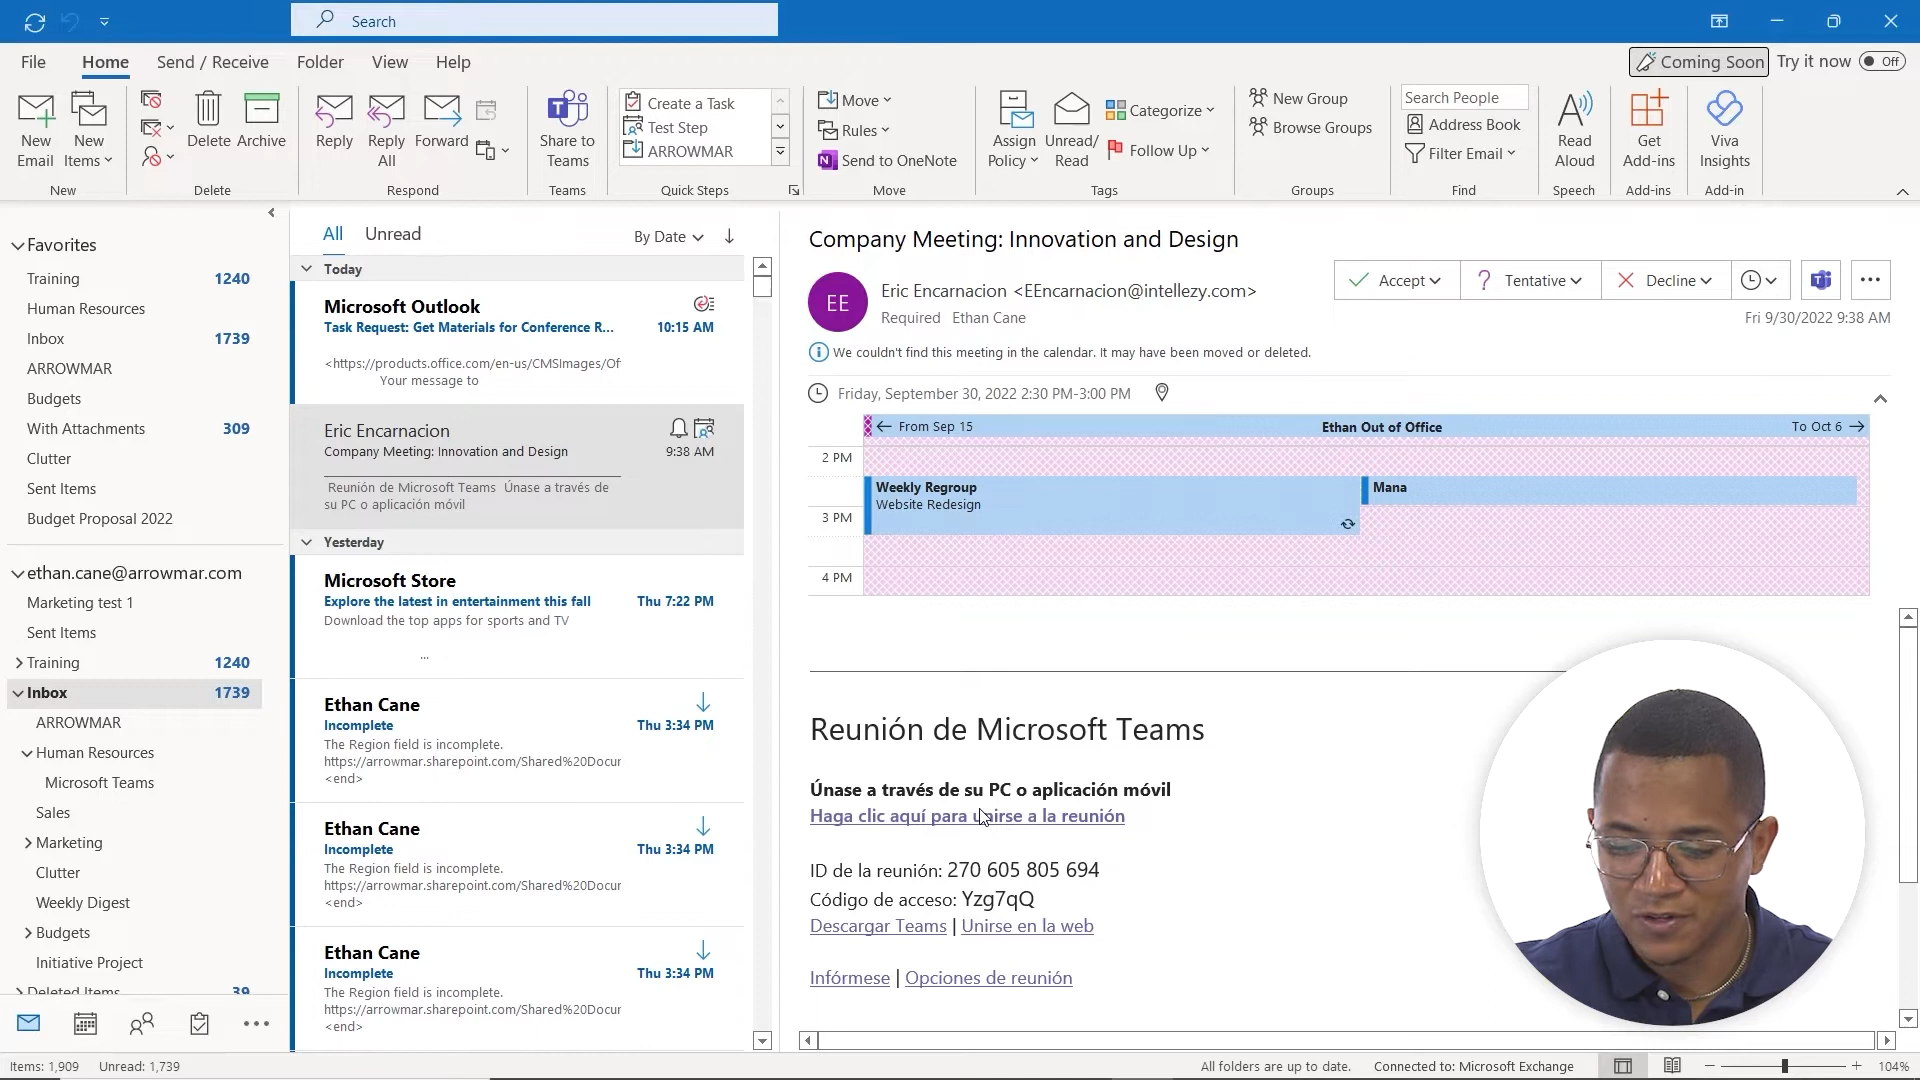 Search
File Home Send / Receive Folder View Help
Coming Soon Try it now Off
New Email
New Items
New
Delete
Archive
Delete
Reply
Reply All
Forward
Respond
Share to Teams
Teams
Create a Task
Test Step
ARROWMAR
Quick Steps
Move
Rules
Send to OneNote
Move
Assign Policy
Unread/ Read
Categorize
Follow Up
Tags
New Group
Browse Groups
Groups
Search People
Address Book
Filter Email
Find
Read Aloud
Speech
Get Add-ins
Add-ins
Viva Insights
Add-in
Favorites
Training 1240
Human Resources
Inbox 1739
ARROWMAR
Budgets
With Attachments 309
Clutter
Sent Items
Budget Proposal 2022
ethan.cane@arrowmar.com
Marketing test 1
Sent Items
Training 1240
Inbox 1739
ARROWMAR
Human Resources
Microsoft Teams
Sales
Marketing
Clutter
Weekly Digest
Budgets
Initiative Project
Deleted Items 39
All Unread By Date
Today
Microsoft Outlook
Task Request: Get Materials for Conference R... 10:15 AM
<https://products.office.com/en-us/CMSImages/Of
Your message to
Eric Encarnacion
Company Meeting: Innovation and Design 9:38 AM
Reunión de Microsoft Teams Únase a través de
su PC o aplicación móvil
Yesterday
Microsoft Store
Explore the latest in entertainment this fall Thu 7:22 PM
Download the top apps for sports and TV
...
Ethan Cane
Incomplete Thu 3:34 PM
The Region field is incomplete.
https://arrowmar.sharepoint.com/Shared%20Docur
<end>
Ethan Cane
Incomplete Thu 3:34 PM
The Region field is incomplete.
https://arrowmar.sharepoint.com/Shared%20Docur
<end>
Ethan Cane
Incomplete Thu 3:34 PM
The Region field is incomplete.
https://arrowmar.sharepoint.com/Shared%20Docur
<end>
Company Meeting: Innovation and Design
EE
Eric Encarnacion <EEncarnacion@intellezy.com>
Required Ethan Cane
Accept Tentative Decline
Fri 9/30/2022 9:38 AM
We couldn't find this meeting in the calendar. It may have been moved or deleted.
Friday, September 30, 2022 2:30 PM-3:00 PM
From Sep 15 Ethan Out of Office To Oct 6
2 PM
Weekly Regroup
Website Redesign
Mana
3 PM
4 PM
Reunión de Microsoft Teams
Únase a través de su PC o aplicación móvil
Haga clic aquí para unirse a la reunión
ID de la reunión: 270 605 805 694
Código de acceso: Yzg7qQ
Descargar Teams | Unirse en la web
Infórmese | Opciones de reunión
Items: 1,909 Unread: 1,739
All folders are up to date. Connected to: Microsoft Exchange 104%